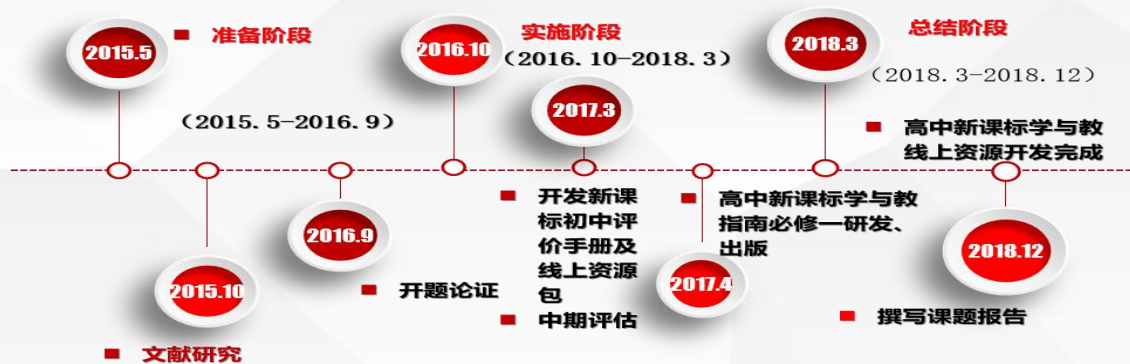 2015.5
准备阶段
（2015.5-2016.9）
2015.10
文献研究
2016.9
开题论证
2016.10
实施阶段
（2016.10-2018.3）
2017.3
开发新课
标初中评
价手册及
线上资源
包
中期评估
2017.4
高中新课标学与教
指南必修一研发、
出版
2018.3
总结阶段
（2018.3-2018.12）
高中新课标学与教
线上资源开发完成
2018.12
撰写课题报告